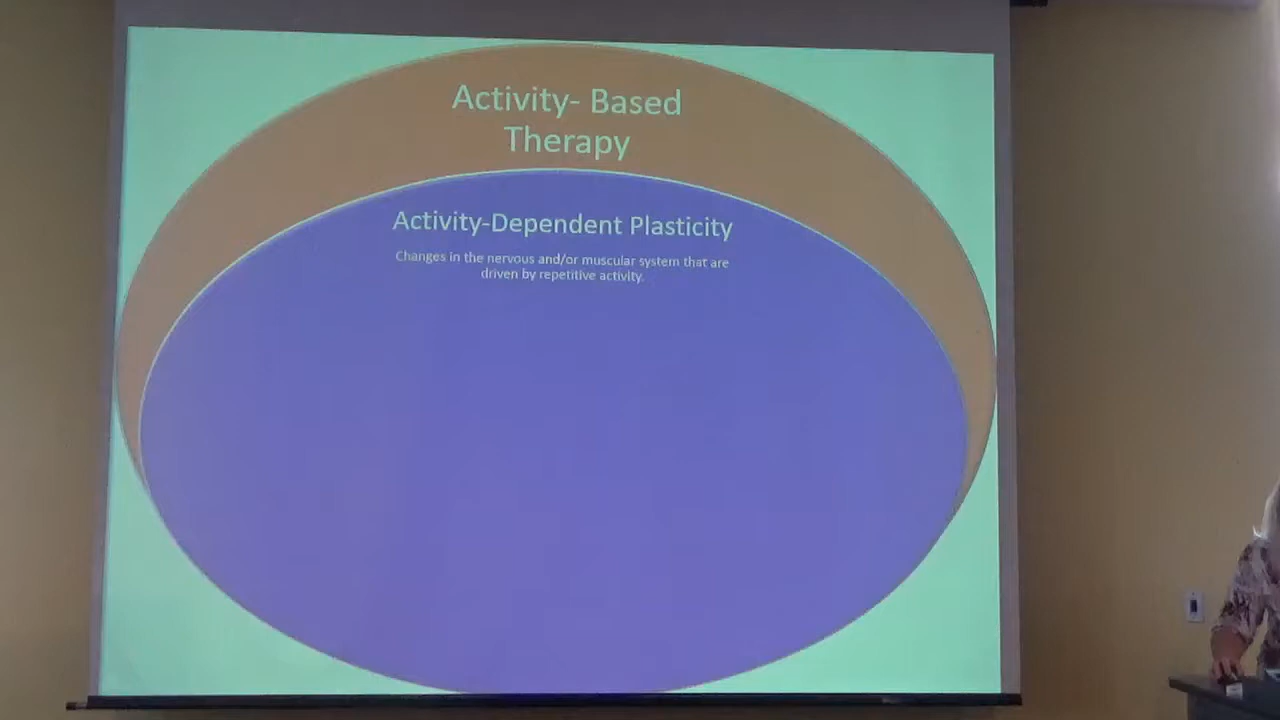 Activity- Based
Therapy
Activity-Dependent Plasticity
Changes in the nervous and/or muscular system that are
driven by repetitive activity.